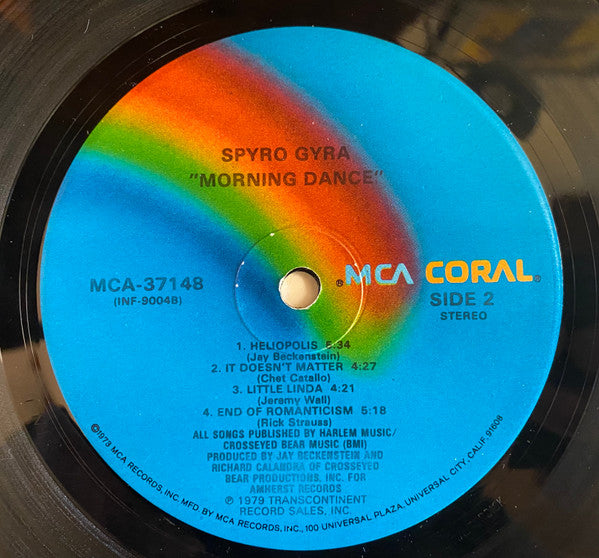 SPYRO GYRA
"MORNING DANCE"
MCA-37148
(INF-9004B)
®MCA CORAL®
SIDE 2
STEREO
1. HELIOPOLIS 5:34
(Jay Beckenstein)
2. IT DOESN'T MATTER 4:27
(Chet Catallo)
3. LITTLE LINDA 4:21
(Jeremy Wall)
4. END OF ROMANTICISM 5:18
(Rick Strauss)
ALL SONGS PUBLISHED BY HARLEM MUSIC/
CROSSEYED BEAR MUSIC (BMI)
PRODUCED BY JAY BECKENSTEIN AND
RICHARD CALANDRA OF CROSSEYED
BEAR PRODUCTIONS, INC. FOR
AMHERST RECORDS
℗ 1979 TRANSCONTINENT
RECORD SALES, INC.
©1973 MCA RECORDS, INC. MFD. BY MCA RECORDS, INC., 100 UNIVERSAL PLAZA, UNIVERSAL CITY, CALIF. 91608